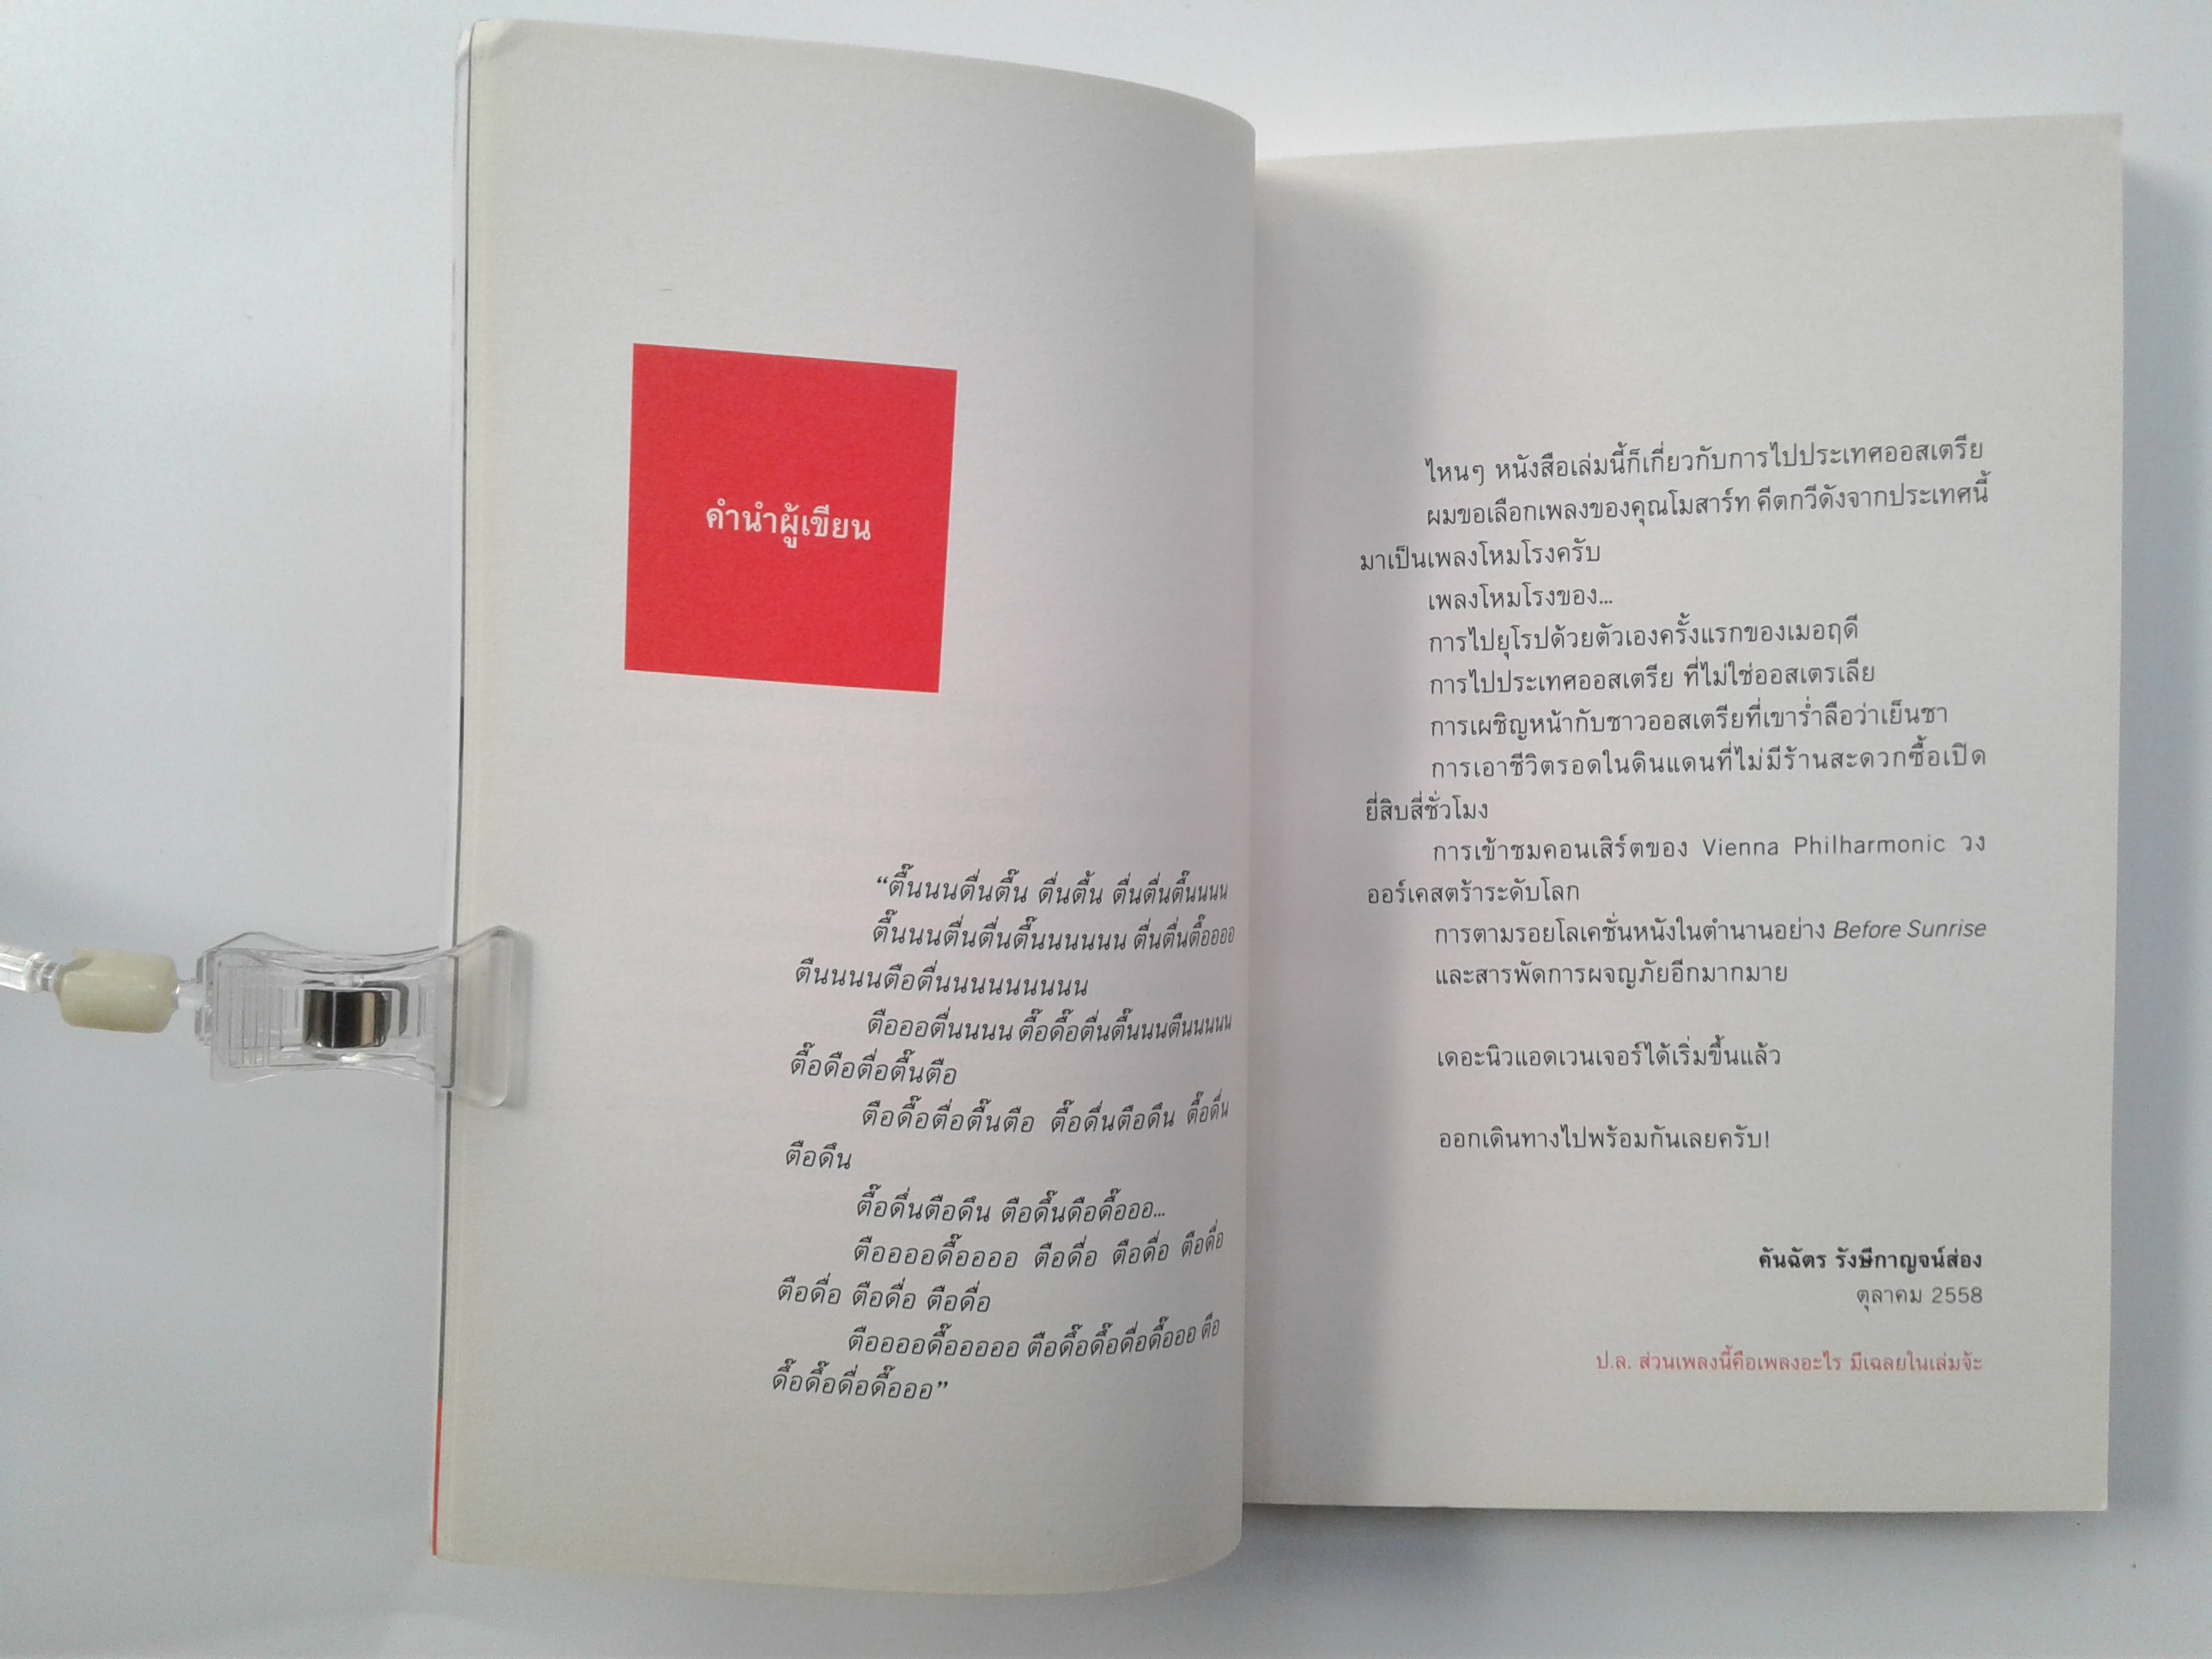 คำนำผู้เขียน
“ตื๊นนนตื่นตื๊น ตื่นตื้น ตื่นตื่นตื๊นนนน
ตื๊นนนตื่นตื่นตื๊นนนนนน ตื่นตื่นตื๊ออออ
ตืนนนนตือตื่นนนนนนนนน
ตืออออตื่นนนน ตื๊อดื๊อตื่นตื๊นนนตืนนนนน
ตื๊อดือตื่อตื๊นตือ
ตือดื๊อตื่อตื๊นตือ ตื๊อดื่นตือดืน ตื๊อดื่น
ตือดืน
ตื๊อดื่นตือดืน ตือดื๊นดือดื๊อออ...
ตืออออดื๊ออออ ตือดื่อ ตือดื่อ ตือดื่อ
ตือดื่อ ตือดื่อ ตือดื่อ
ตืออออดื๊อออออ ตือดื๊อดื๊อดื่อดื๊อออ ตือ
ดื๊อดื๊อดื่อดื๊อออ”
ไหนๆ หนังสือเล่มนี้ก็เกี่ยวกับการไปประเทศออสเตรีย
ผมขอเลือกเพลงของคุณโมสาร์ท คีตกวีดังจากประเทศนี้
มาเป็นเพลงโหมโรงครับ
เพลงโหมโรงของ...
การไปยุโรปด้วยตัวเองครั้งแรกของเมอฤดี
การไปประเทศออสเตรีย ที่ไม่ใช่ออสเตรเลีย
การเผชิญหน้ากับชาวออสเตรียที่เขาร่ำลือว่าเย็นชา
การเอาชีวิตรอดในดินแดนที่ไม่มีร้านสะดวกซื้อเปิด
ยี่สิบสี่ชั่วโมง
การเข้าชมคอนเสิร์ตของ Vienna Philharmonic วง
ออร์เคสตร้าระดับโลก
การตามรอยโลเคชั่นหนังในตำนานอย่าง Before Sunrise
และสารพัดการผจญภัยอีกมากมาย
เดอะนิวแอดเวนเจอร์ได้เริ่มขึ้นแล้ว
ออกเดินทางไปพร้อมกันเลยครับ!
คันฉัตร รังษีกาญจน์ส่อง
ตุลาคม 2558
ป.ล. ส่วนเพลงนี้คือเพลงอะไร มีเฉลยในเล่มจ้ะ